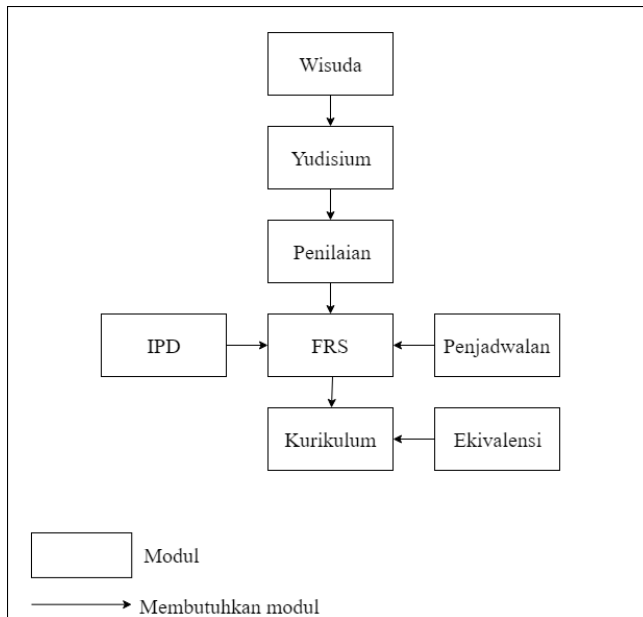 Wisuda
Yudisium
Penilaian
IPD
FRS
Penjadwalan
Kurikulum
Ekivalensi
Modul
Membutuhkan modul